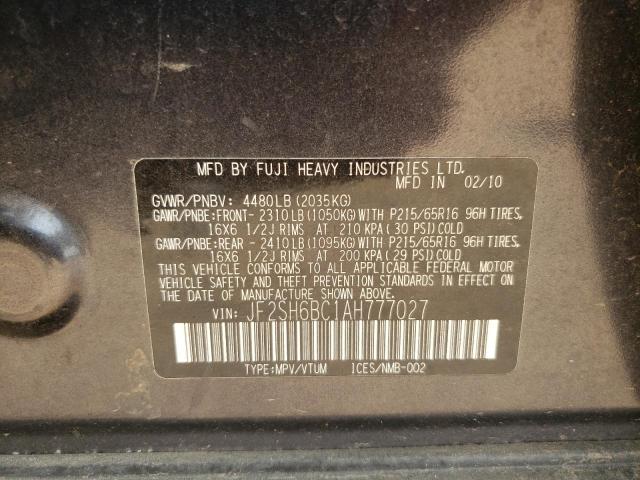 MFD BY FUJI HEAVY INDUSTRIES LTD.
MFD IN 02/10
GVWR/PNBV: 4480LB(2035KG)
GAWR/PNBE:FRONT- 2310LB(1050KG)WITH P215/65R16 96H TIRES,
16X6 1/2J RIMS AT 210 KPA(30 PSI)COLD
GAWR/PNBE:REAR - 2410LB(1095KG)WITH P215/65R16 96H TIRES,
16X6 1/2J RIMS AT 200 KPA(29 PSI)COLD
THIS VEHICLE CONFORMS TO ALL APPLICABLE FEDERAL MOTOR
VEHICLE SAFETY AND THEFT PREVENTION STANDARDS IN EFFECT ON
THE DATE OF MANUFACTURE SHOWN ABOVE.
VIN: JF2SH6BC1AH777027
TYPE:MPV/VTUM ICES/NMB-002